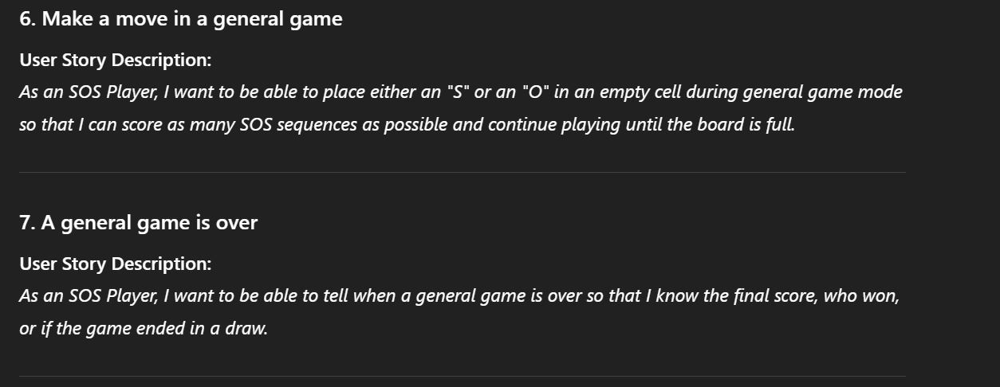 6. Make a move in a general game
User Story Description:
As an SOS Player, I want to be able to place either an "S" or an "O" in an empty cell during general game mode
so that I can score as many SOS sequences as possible and continue playing until the board is full.
7. A general game is over
User Story Description:
As an SOS Player, I want to be able to tell when a general game is over so that I know the final score, who won,
or if the game ended in a draw.